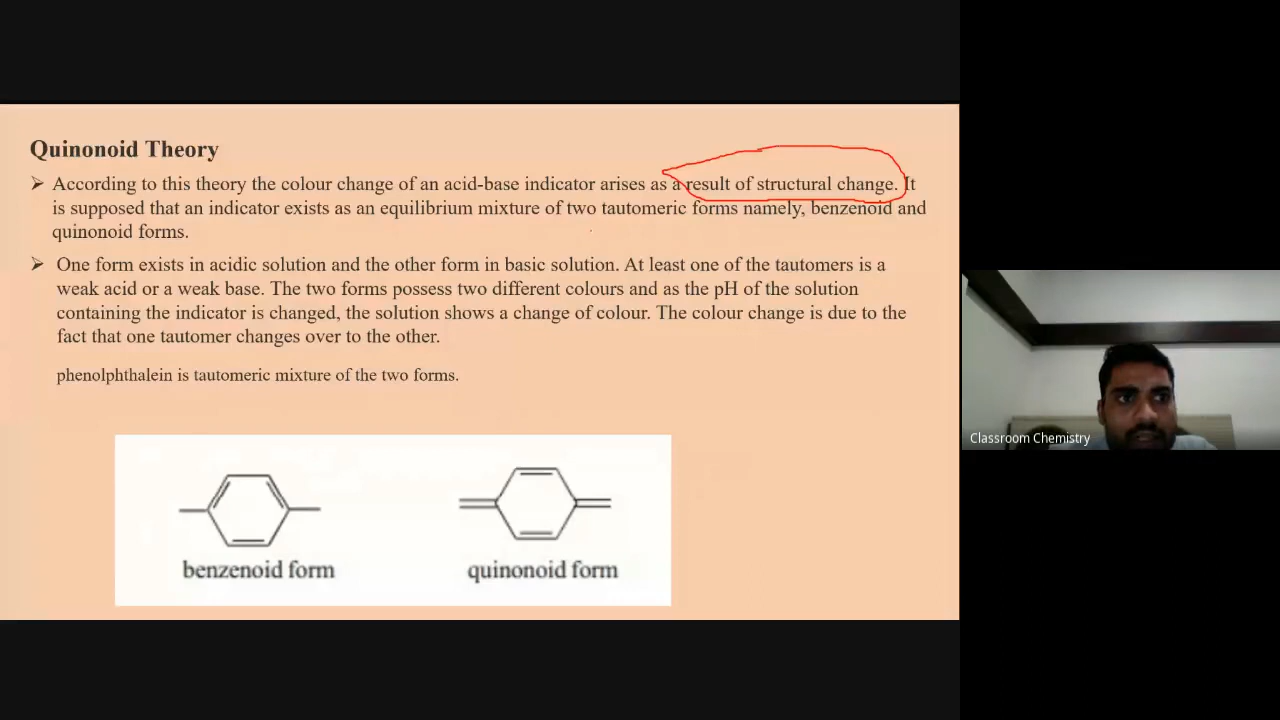 Quinonoid Theory
➢ According to this theory the colour change of an acid-base indicator arises as a result of structural change. It
is supposed that an indicator exists as an equilibrium mixture of two tautomeric forms namely, benzenoid and
quinonoid forms.
➢ One form exists in acidic solution and the other form in basic solution. At least one of the tautomers is a
weak acid or a weak base. The two forms possess two different colours and as the pH of the solution
containing the indicator is changed, the solution shows a change of colour. The colour change is due to the
fact that one tautomer changes over to the other.
phenolphthalein is tautomeric mixture of the two forms.
benzenoid form
quinonoid form
Classroom Chemistry